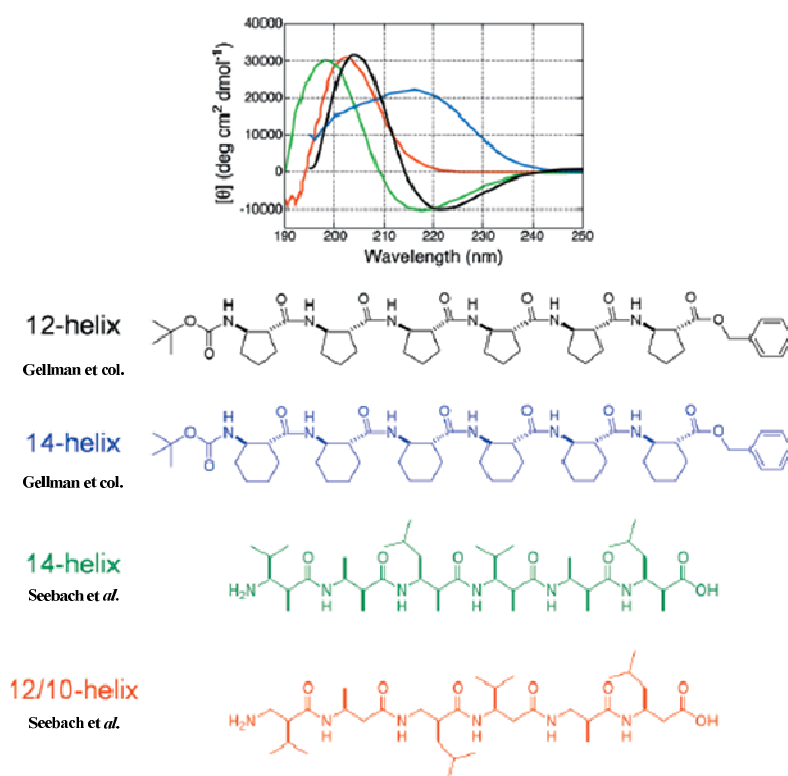 40000
30000
20000
10000
0
-10000
[θ] (deg cm² dmol⁻¹)
190 200 210 220 230 240 250
Wavelength (nm)
12-helix
Gellman et col.
H O H O H O H O H O H O
O N N N N N N O
O
14-helix
Gellman et col.
H O H O H O H O H O H O
O N N N N N N O
O
14-helix
Seebach et al.
O O O O O O
H₂N N N N N N OH
H H H H H
12/10-helix
Seebach et al.
O O O O O O
H₂N N N N N N OH
H H H H H